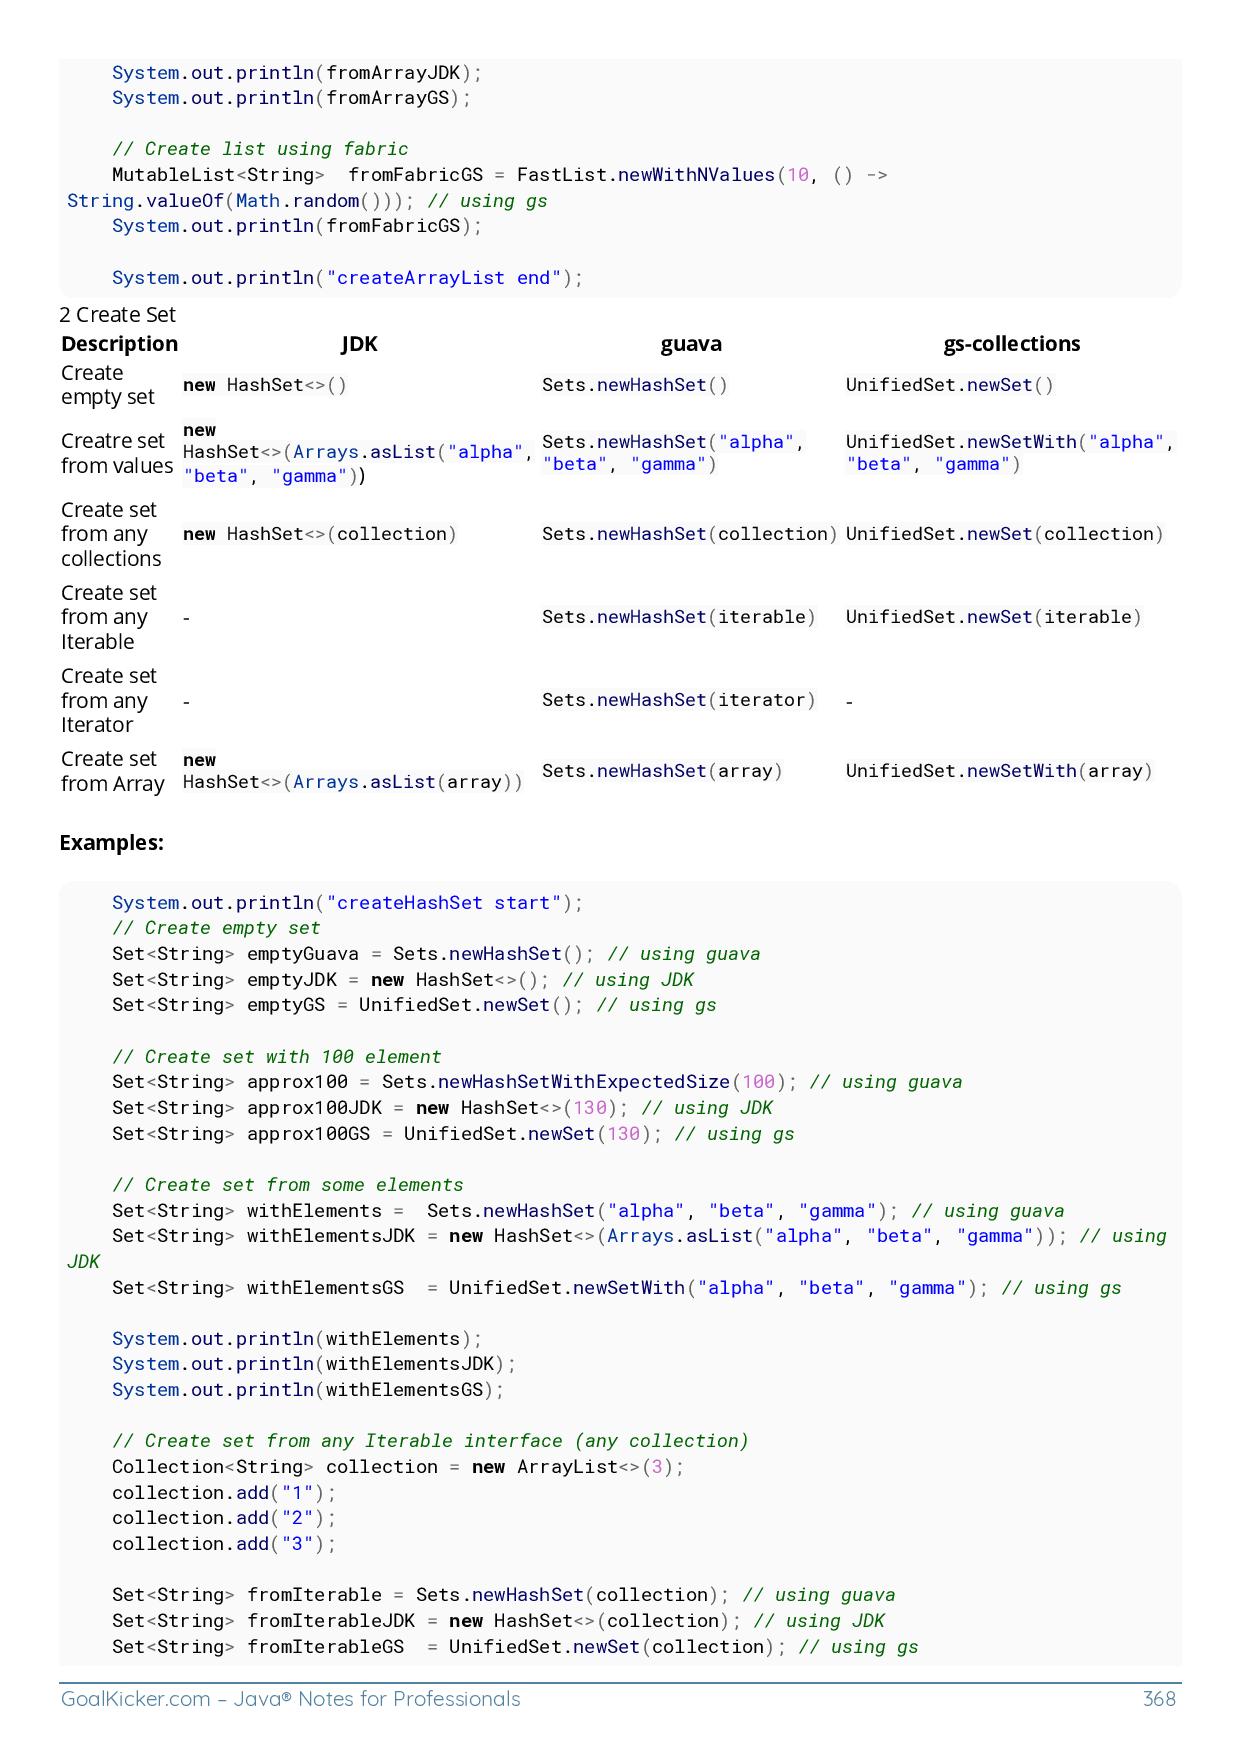 System.out.println(fromArrayJDK);
System.out.println(fromArrayGS);
// Create list using fabric
MutableList<String>  fromFabricGS = FastList.newWithNValues(10, () ->
String.valueOf(Math.random())); // using gs
System.out.println(fromFabricGS);
System.out.println("createArrayList end");
2 Create Set
Description JDK guava gs-collections
Create
empty set
new HashSet<>()
Sets.newHashSet()
UnifiedSet.newSet()
Creatre set
from values
new
HashSet<>(Arrays.asList("alpha",
"beta", "gamma"))
Sets.newHashSet("alpha",
"beta", "gamma")
UnifiedSet.newSetWith("alpha",
"beta", "gamma")
Create set
from any
collections
new HashSet<>(collection)
Sets.newHashSet(collection)
UnifiedSet.newSet(collection)
Create set
from any
Iterable
-
Sets.newHashSet(iterable)
UnifiedSet.newSet(iterable)
Create set
from any
Iterator
-
Sets.newHashSet(iterator)
-
Create set
from Array
new
HashSet<>(Arrays.asList(array))
Sets.newHashSet(array)
UnifiedSet.newSetWith(array)
Examples:
System.out.println("createHashSet start");
// Create empty set
Set<String> emptyGuava = Sets.newHashSet(); // using guava
Set<String> emptyJDK = new HashSet<>(); // using JDK
Set<String> emptyGS = UnifiedSet.newSet(); // using gs
// Create set with 100 element
Set<String> approx100 = Sets.newHashSetWithExpectedSize(100); // using guava
Set<String> approx100JDK = new HashSet<>(130); // using JDK
Set<String> approx100GS = UnifiedSet.newSet(130); // using gs
// Create set from some elements
Set<String> withElements =  Sets.newHashSet("alpha", "beta", "gamma"); // using guava
Set<String> withElementsJDK = new HashSet<>(Arrays.asList("alpha", "beta", "gamma")); // using
JDK
Set<String> withElementsGS  = UnifiedSet.newSetWith("alpha", "beta", "gamma"); // using gs
System.out.println(withElements);
System.out.println(withElementsJDK);
System.out.println(withElementsGS);
// Create set from any Iterable interface (any collection)
Collection<String> collection = new ArrayList<>(3);
collection.add("1");
collection.add("2");
collection.add("3");
Set<String> fromIterable = Sets.newHashSet(collection); // using guava
Set<String> fromIterableJDK = new HashSet<>(collection); // using JDK
Set<String> fromIterableGS  = UnifiedSet.newSet(collection); // using gs
GoalKicker.com – Java® Notes for Professionals 368